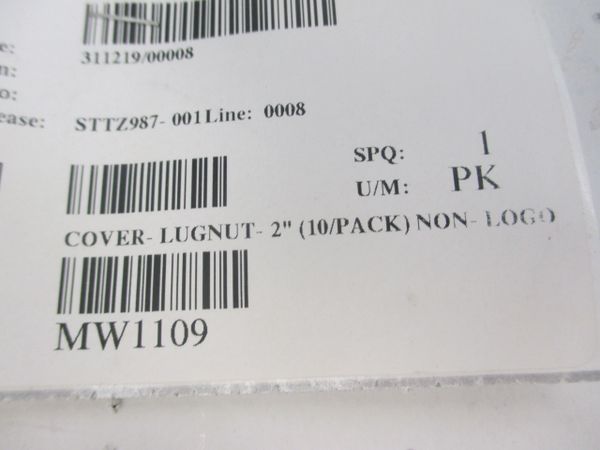 e:
311219/00008
n:
o:
ease: STTZ987-001Line: 0008
SPQ: 1
U/M: PK
COVER- LUGNUT- 2" (10/PACK) NON- LOGO
MW1109